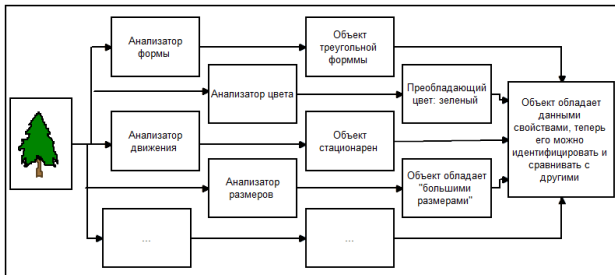 Анализатор
формы
Объект
треугольной
форммы
Анализатор цвета
Преобладающий
цвет: зеленый
Анализатор
движения
Объект
стационарен
Анализатор
размеров
Объект обладает
"большими
размерами"
...
...
Объект обладает
данными
свойствами, теперь
его можно
идентифицировать и
сравнивать с
другими